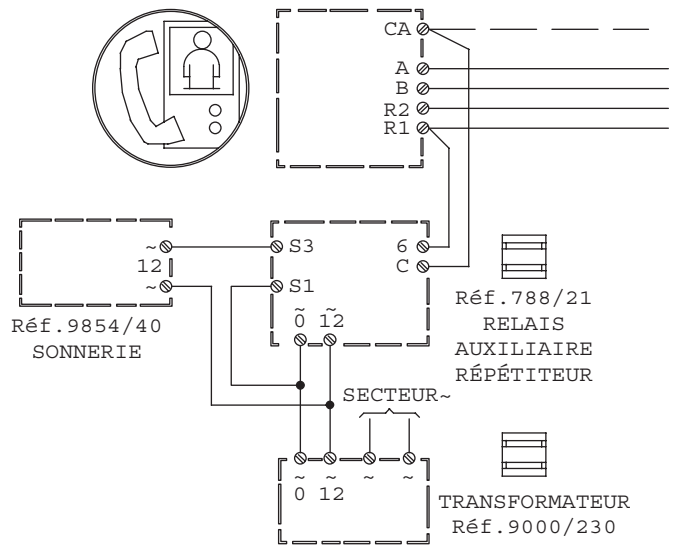 CA
A
B
R2
R1
~
12
~
S3
S1
6
C
~
0
~
12
Réf.9854/40
SONNERIE
Réf.788/21
RELAIS
AUXILIAIRE
RÉPÉTITEUR
SECTEUR~
~ ~ ~ ~
0 12
TRANSFORMATEUR
Réf.9000/230